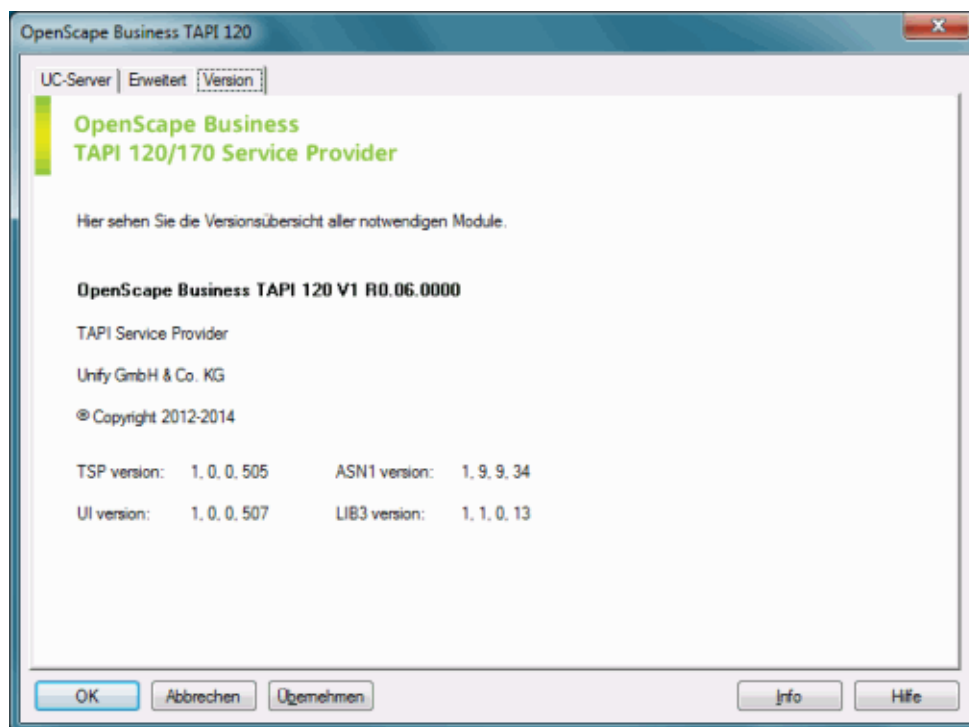 OpenScape Business TAPI 120
UC-Server Erweitert Version
OpenScape Business
TAPI 120/170 Service Provider
Hier sehen Sie die Versionsübersicht aller notwendigen Module.
OpenScape Business TAPI 120 V1 R0.06.0000
TAPI Service Provider
Unify GmbH & Co. KG
® Copyright 2012-2014
TSP version: 1, 0, 0, 505 ASN1 version: 1, 9, 9, 34
UI version: 1, 0, 0, 507 LIB3 version: 1, 1, 0, 13
OK Abbrechen Übernehmen Info Hilfe